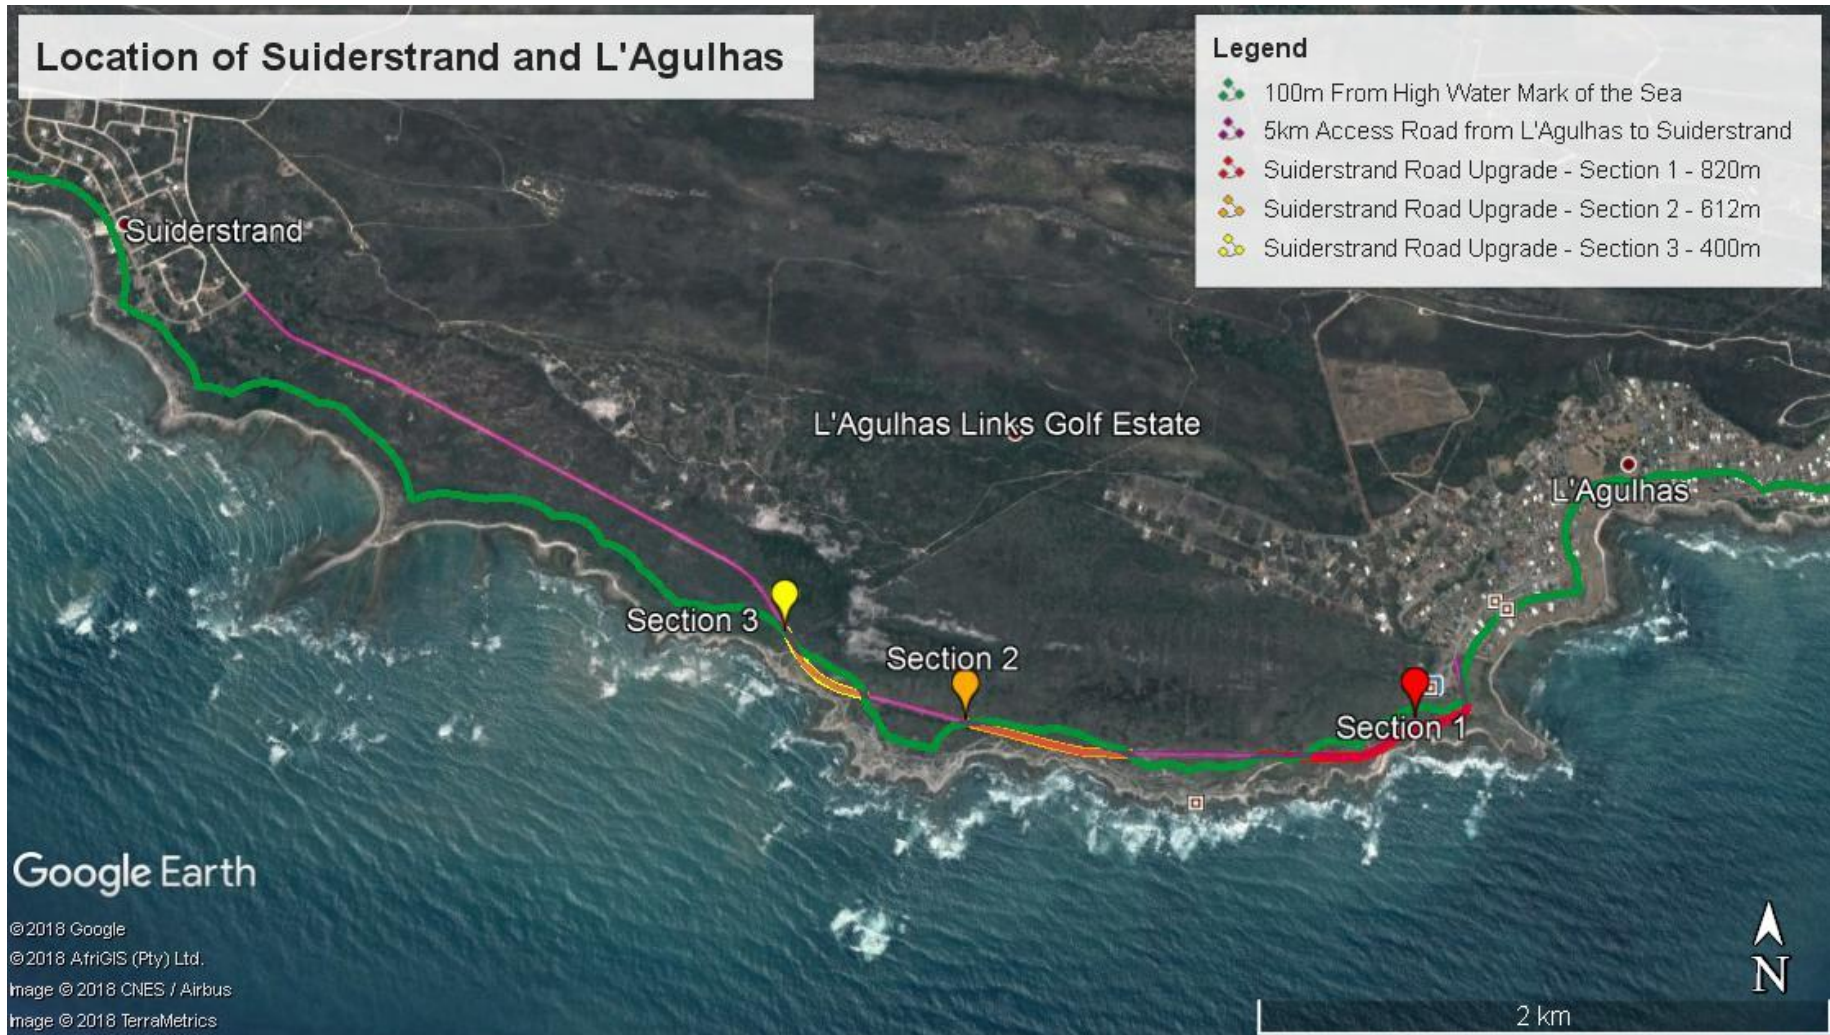 Location of Suiderstrand and L'Agulhas
Legend
100m From High Water Mark of the Sea
5km Access Road from L'Agulhas to Suiderstrand
Suiderstrand Road Upgrade - Section 1 - 820m
Suiderstrand Road Upgrade - Section 2 - 612m
Suiderstrand Road Upgrade - Section 3 - 400m
Suiderstrand
L'Agulhas Links Golf Estate
L'Agulhas
Section 3
Section 2
Section 1
Google Earth
©2018 Google
©2018 AfriGIS (Pty) Ltd.
Image © 2018 CNES / Airbus
Image © 2018 TerraMetrics
N
2 km